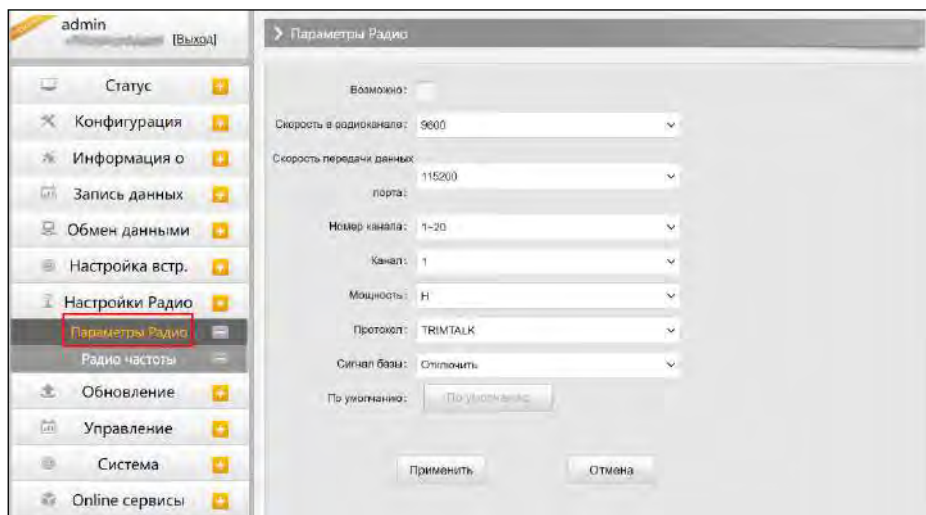 admin
[Выход]
Статус
Конфигурация
Информация о
Запись данных
Обмен данными
Настройка встр.
Настройки Радио
Параметры Радио
Радио частоты
Обновление
Управление
Система
Online сервисы
Параметры Радио
Возможно:
Скорость в радиоканале: 9600
Скорость передачи данных
порта: 115200
Номер канала: 1~20
Канал: 1
Мощность: H
Протокол: TRIMTALK
Сигнал базы: Отключить
По умолчанию: По умолчанию
Применить Отмена